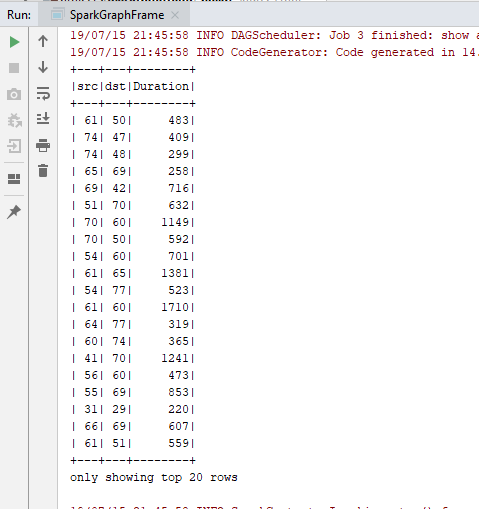 Run: SparkGraphFrame ×
19/07/15 21:45:58 INFO DAGScheduler: Job 3 finished: show
19/07/15 21:45:58 INFO CodeGenerator: Code generated in 14.
+---+---+--------+
|src|dst|Duration|
+---+---+--------+
| 61| 50|     483|
| 74| 47|     409|
| 74| 48|     299|
| 65| 69|     258|
| 69| 42|     716|
| 51| 70|     632|
| 70| 60|    1149|
| 70| 50|     592|
| 54| 60|     701|
| 61| 65|    1381|
| 54| 77|     523|
| 61| 60|    1710|
| 64| 77|     319|
| 60| 74|     365|
| 41| 70|    1241|
| 56| 60|     473|
| 55| 69|     853|
| 31| 29|     220|
| 66| 69|     607|
| 61| 51|     559|
+---+---+--------+
only showing top 20 rows